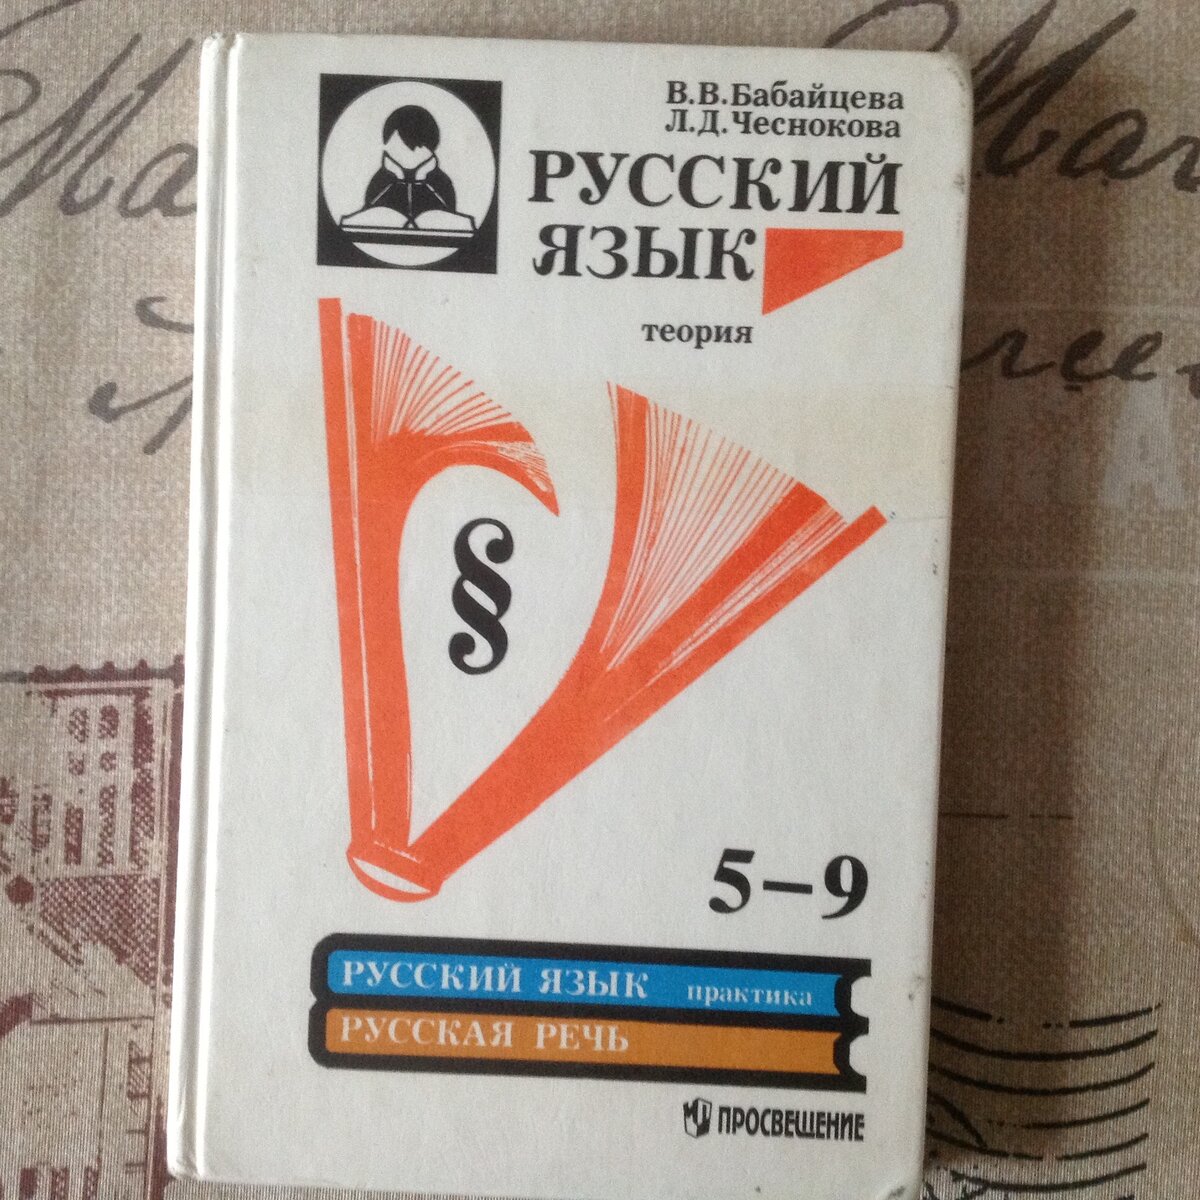 В.В.Бабайцева
Л.Д.Чеснокова
РУССКИЙ
ЯЗЫК
теория
§
5–9
РУССКИЙ ЯЗЫК практика
РУССКАЯ РЕЧЬ
ПРОСВЕЩЕНИЕ